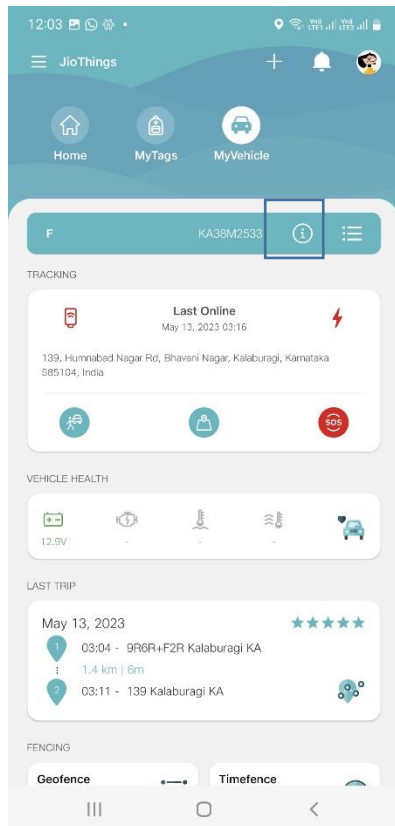 12:03
JioThings
Home MyTags MyVehicle
F KA38M2533
TRACKING
Last Online
May 13, 2023 03:16
139, Humnabad Nagar Rd, Bhavani Nagar, Kalaburagi, Karnataka
585104, India
SOS
VEHICLE HEALTH
12.9V - - -
LAST TRIP
May 13, 2023
1 03:04 - 9R6R+F2R Kalaburagi KA
1.4 km | 6m
2 03:11 - 139 Kalaburagi KA
FENCING
Geofence Timefence